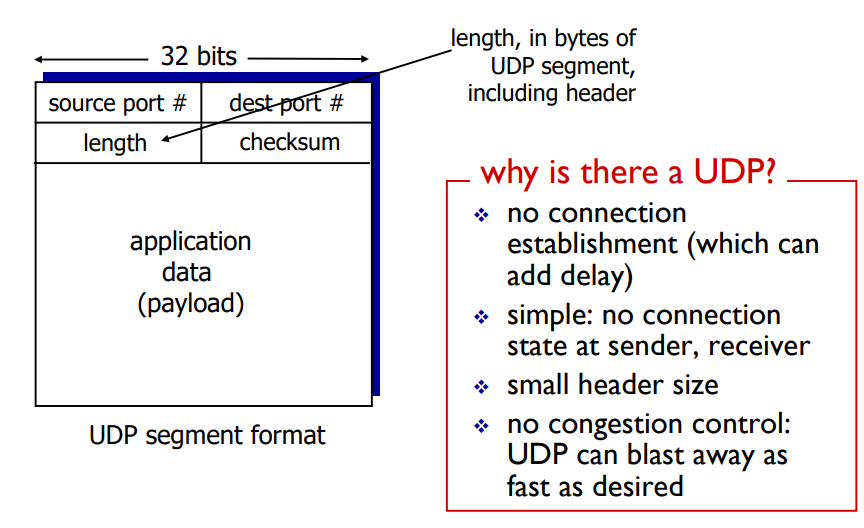 32 bits
source port # dest port #
length checksum
application
data
(payload)
UDP segment format
length, in bytes of
UDP segment,
including header
why is there a UDP?
❖ no connection
establishment (which can
add delay)
❖ simple: no connection
state at sender, receiver
❖ small header size
❖ no congestion control:
UDP can blast away as
fast as desired